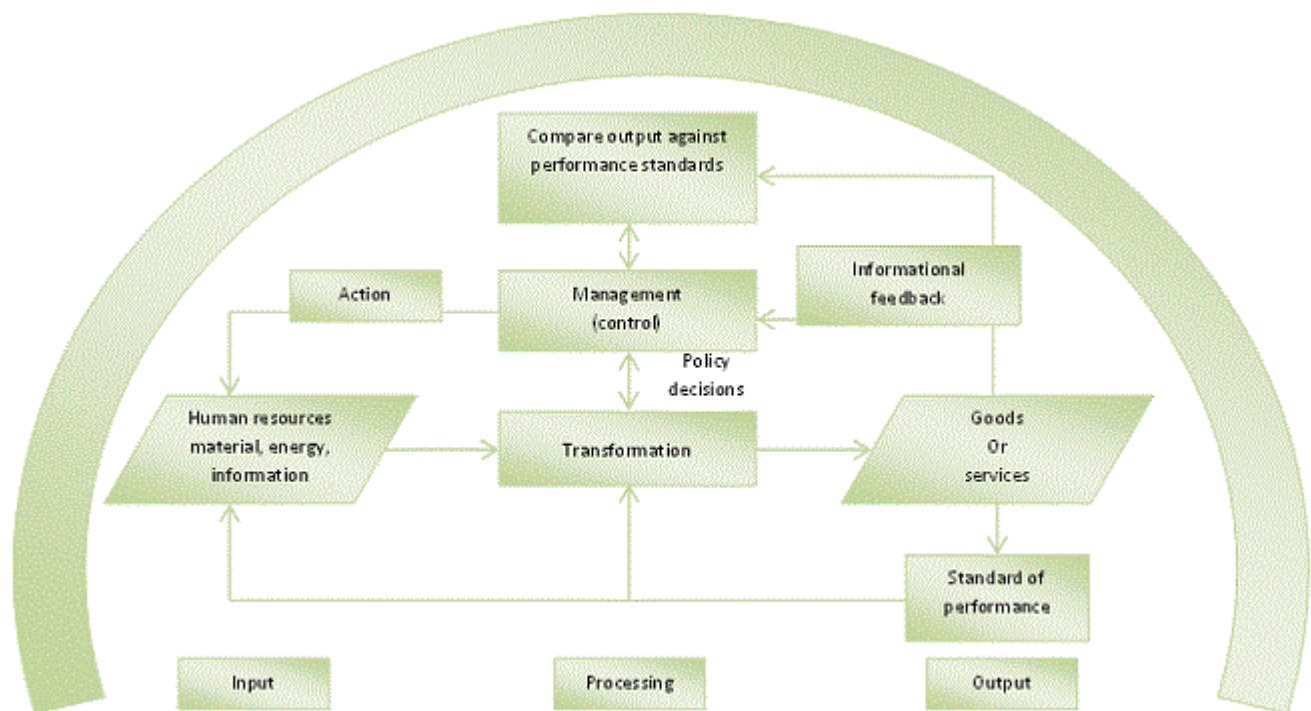 Compare output against
performance standards
Informational
feedback
Action
Management
(control)
Policy
decisions
Human resources
material, energy,
information
Transformation
Goods
Or
services
Standard of
performance
Input
Processing
Output